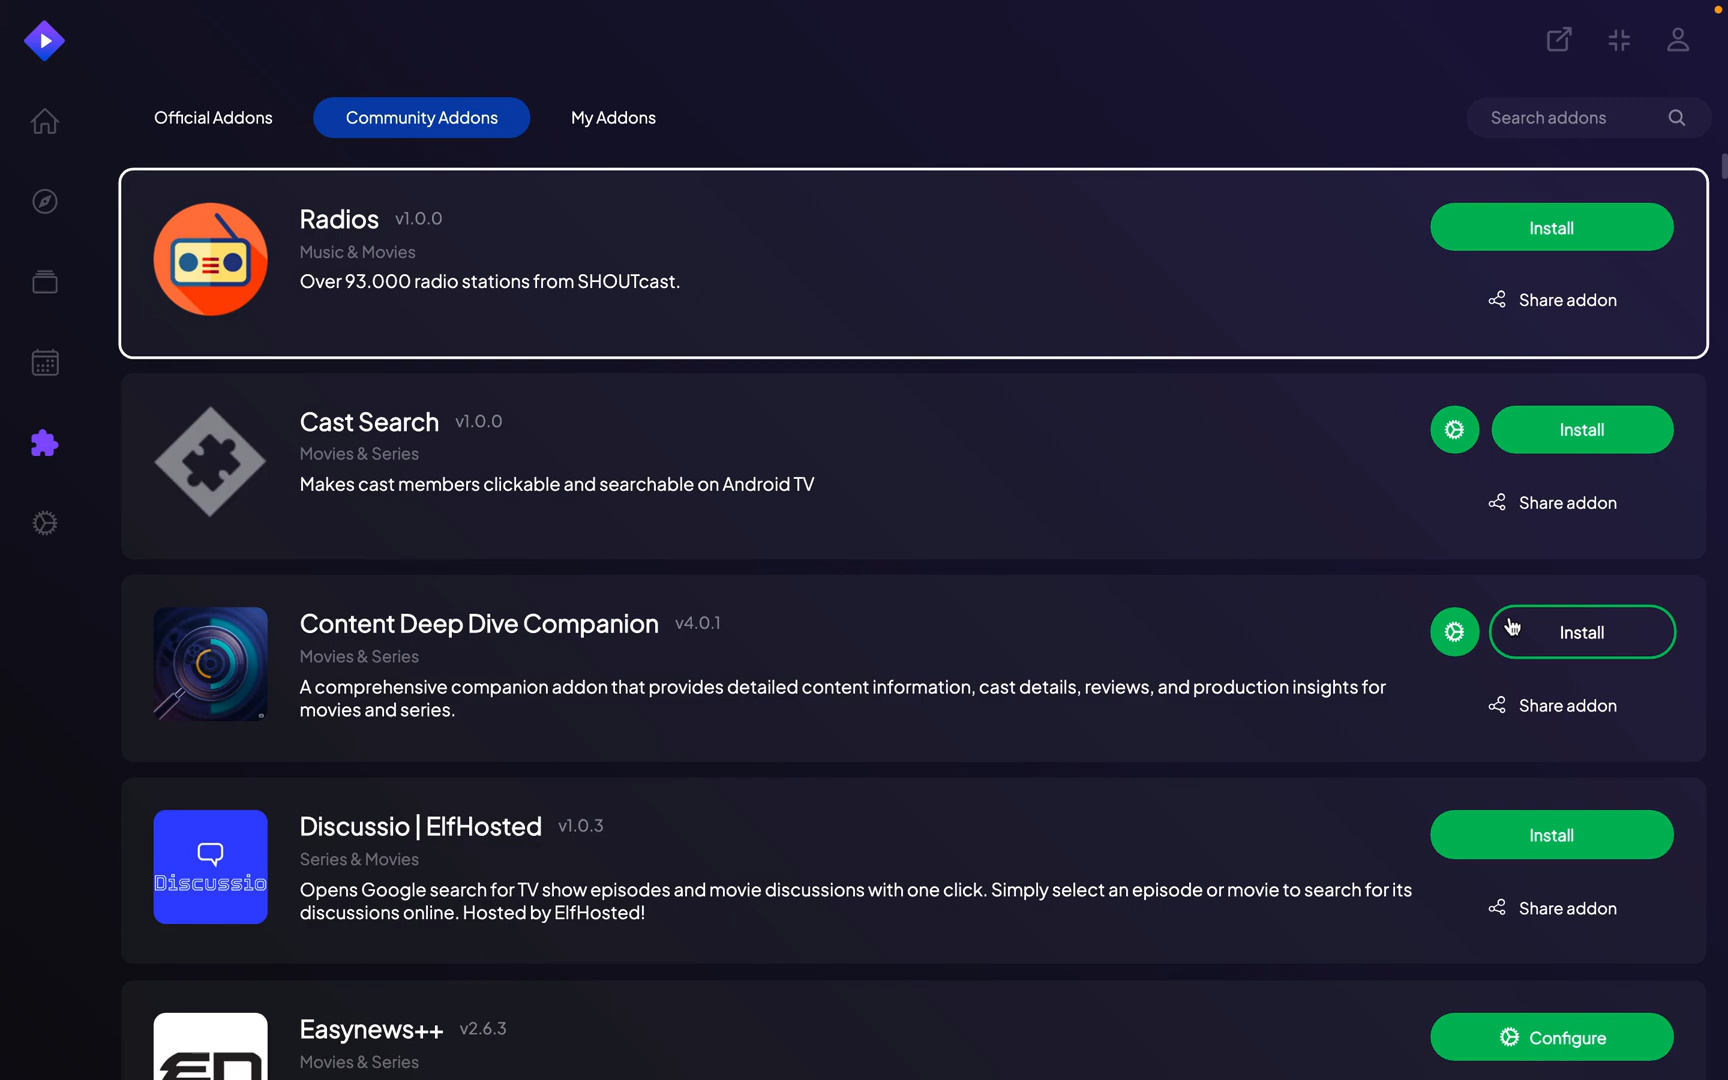 Official Addons
Community Addons
My Addons
Search addons
Radios v1.0.0
Music & Movies
Over 93.000 radio stations from SHOUTcast.
Install
Share addon
Cast Search v1.0.0
Movies & Series
Makes cast members clickable and searchable on Android TV
Install
Share addon
Content Deep Dive Companion v4.0.1
Movies & Series
A comprehensive companion addon that provides detailed content information, cast details, reviews, and production insights for
movies and series.
Install
Share addon
Discussio
Discussio | ElfHosted v1.0.3
Series & Movies
Opens Google search for TV show episodes and movie discussions with one click. Simply select an episode or movie to search for its
discussions online. Hosted by ElfHosted!
Install
Share addon
Easynews++ v2.6.3
Movies & Series
Configure